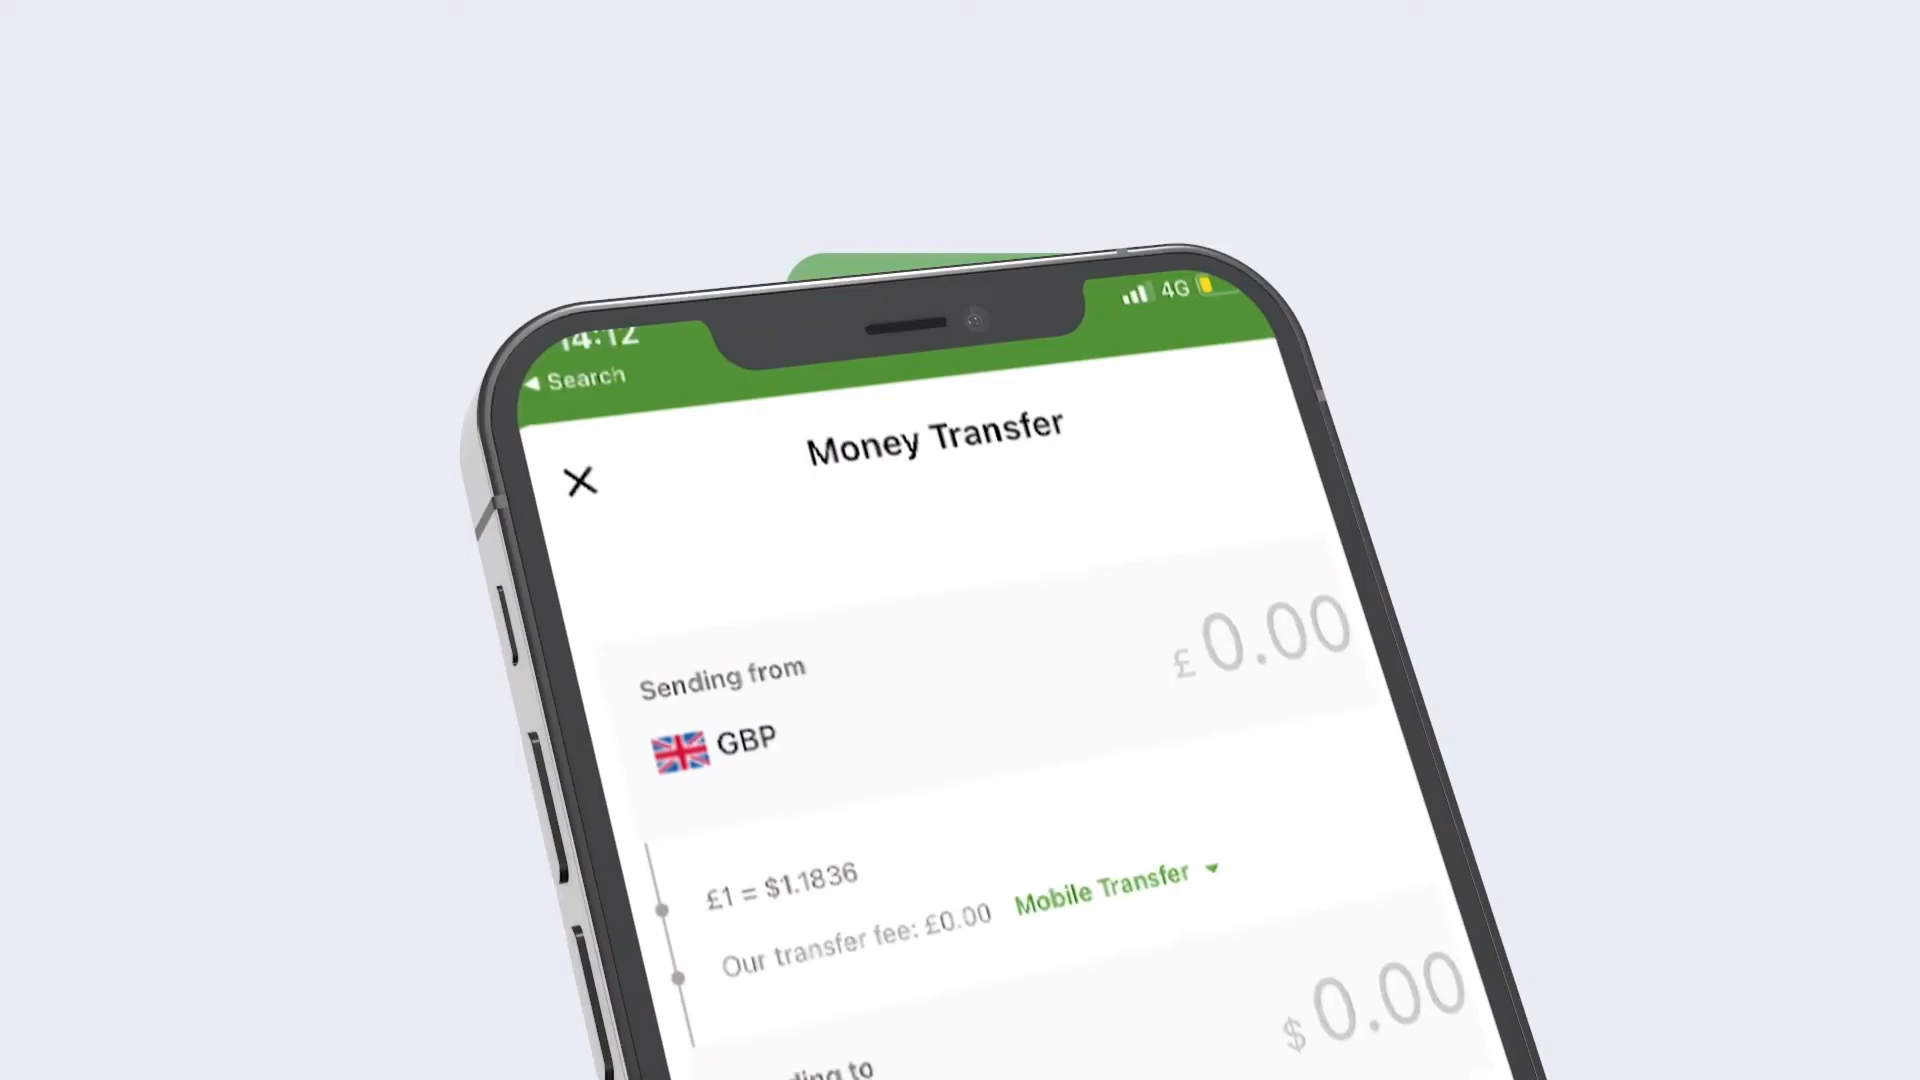 14:12
4G
◀ Search
Money Transfer
Sending from
£ 0.00
GBP
£1 = $1.1836
Our transfer fee: £0.00 Mobile Transfer
$ 0.00
to